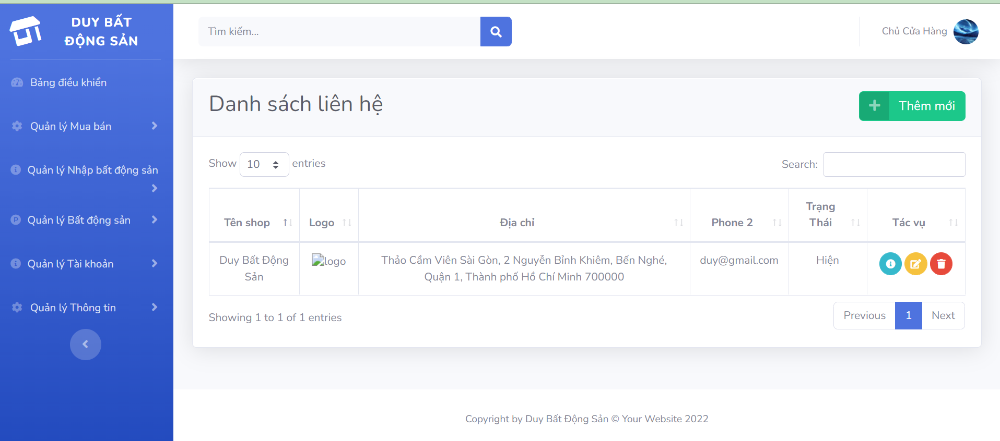 DUY BẤT
ĐỘNG SẢN
Tìm kiếm...
Chủ Cửa Hàng
Bảng điều khiển
Quản lý Mua bán
Quản lý Nhập bất động sản
Quản lý Bất động sản
Quản lý Tài khoản
Quản lý Thông tin
Danh sách liên hệ
Thêm mới
Show 10 entries
Search:
Tên shop
Logo
Địa chỉ
Phone 2
Trạng
Thái
Tác vụ
Duy Bất Động
Sản
logo
Thảo Cầm Viên Sài Gòn, 2 Nguyễn Bỉnh Khiêm, Bến Nghé,
Quận 1, Thành phố Hồ Chí Minh 700000
duy@gmail.com
Hiện
Showing 1 to 1 of 1 entries
Previous 1 Next
Copyright by Duy Bất Động Sản © Your Website 2022